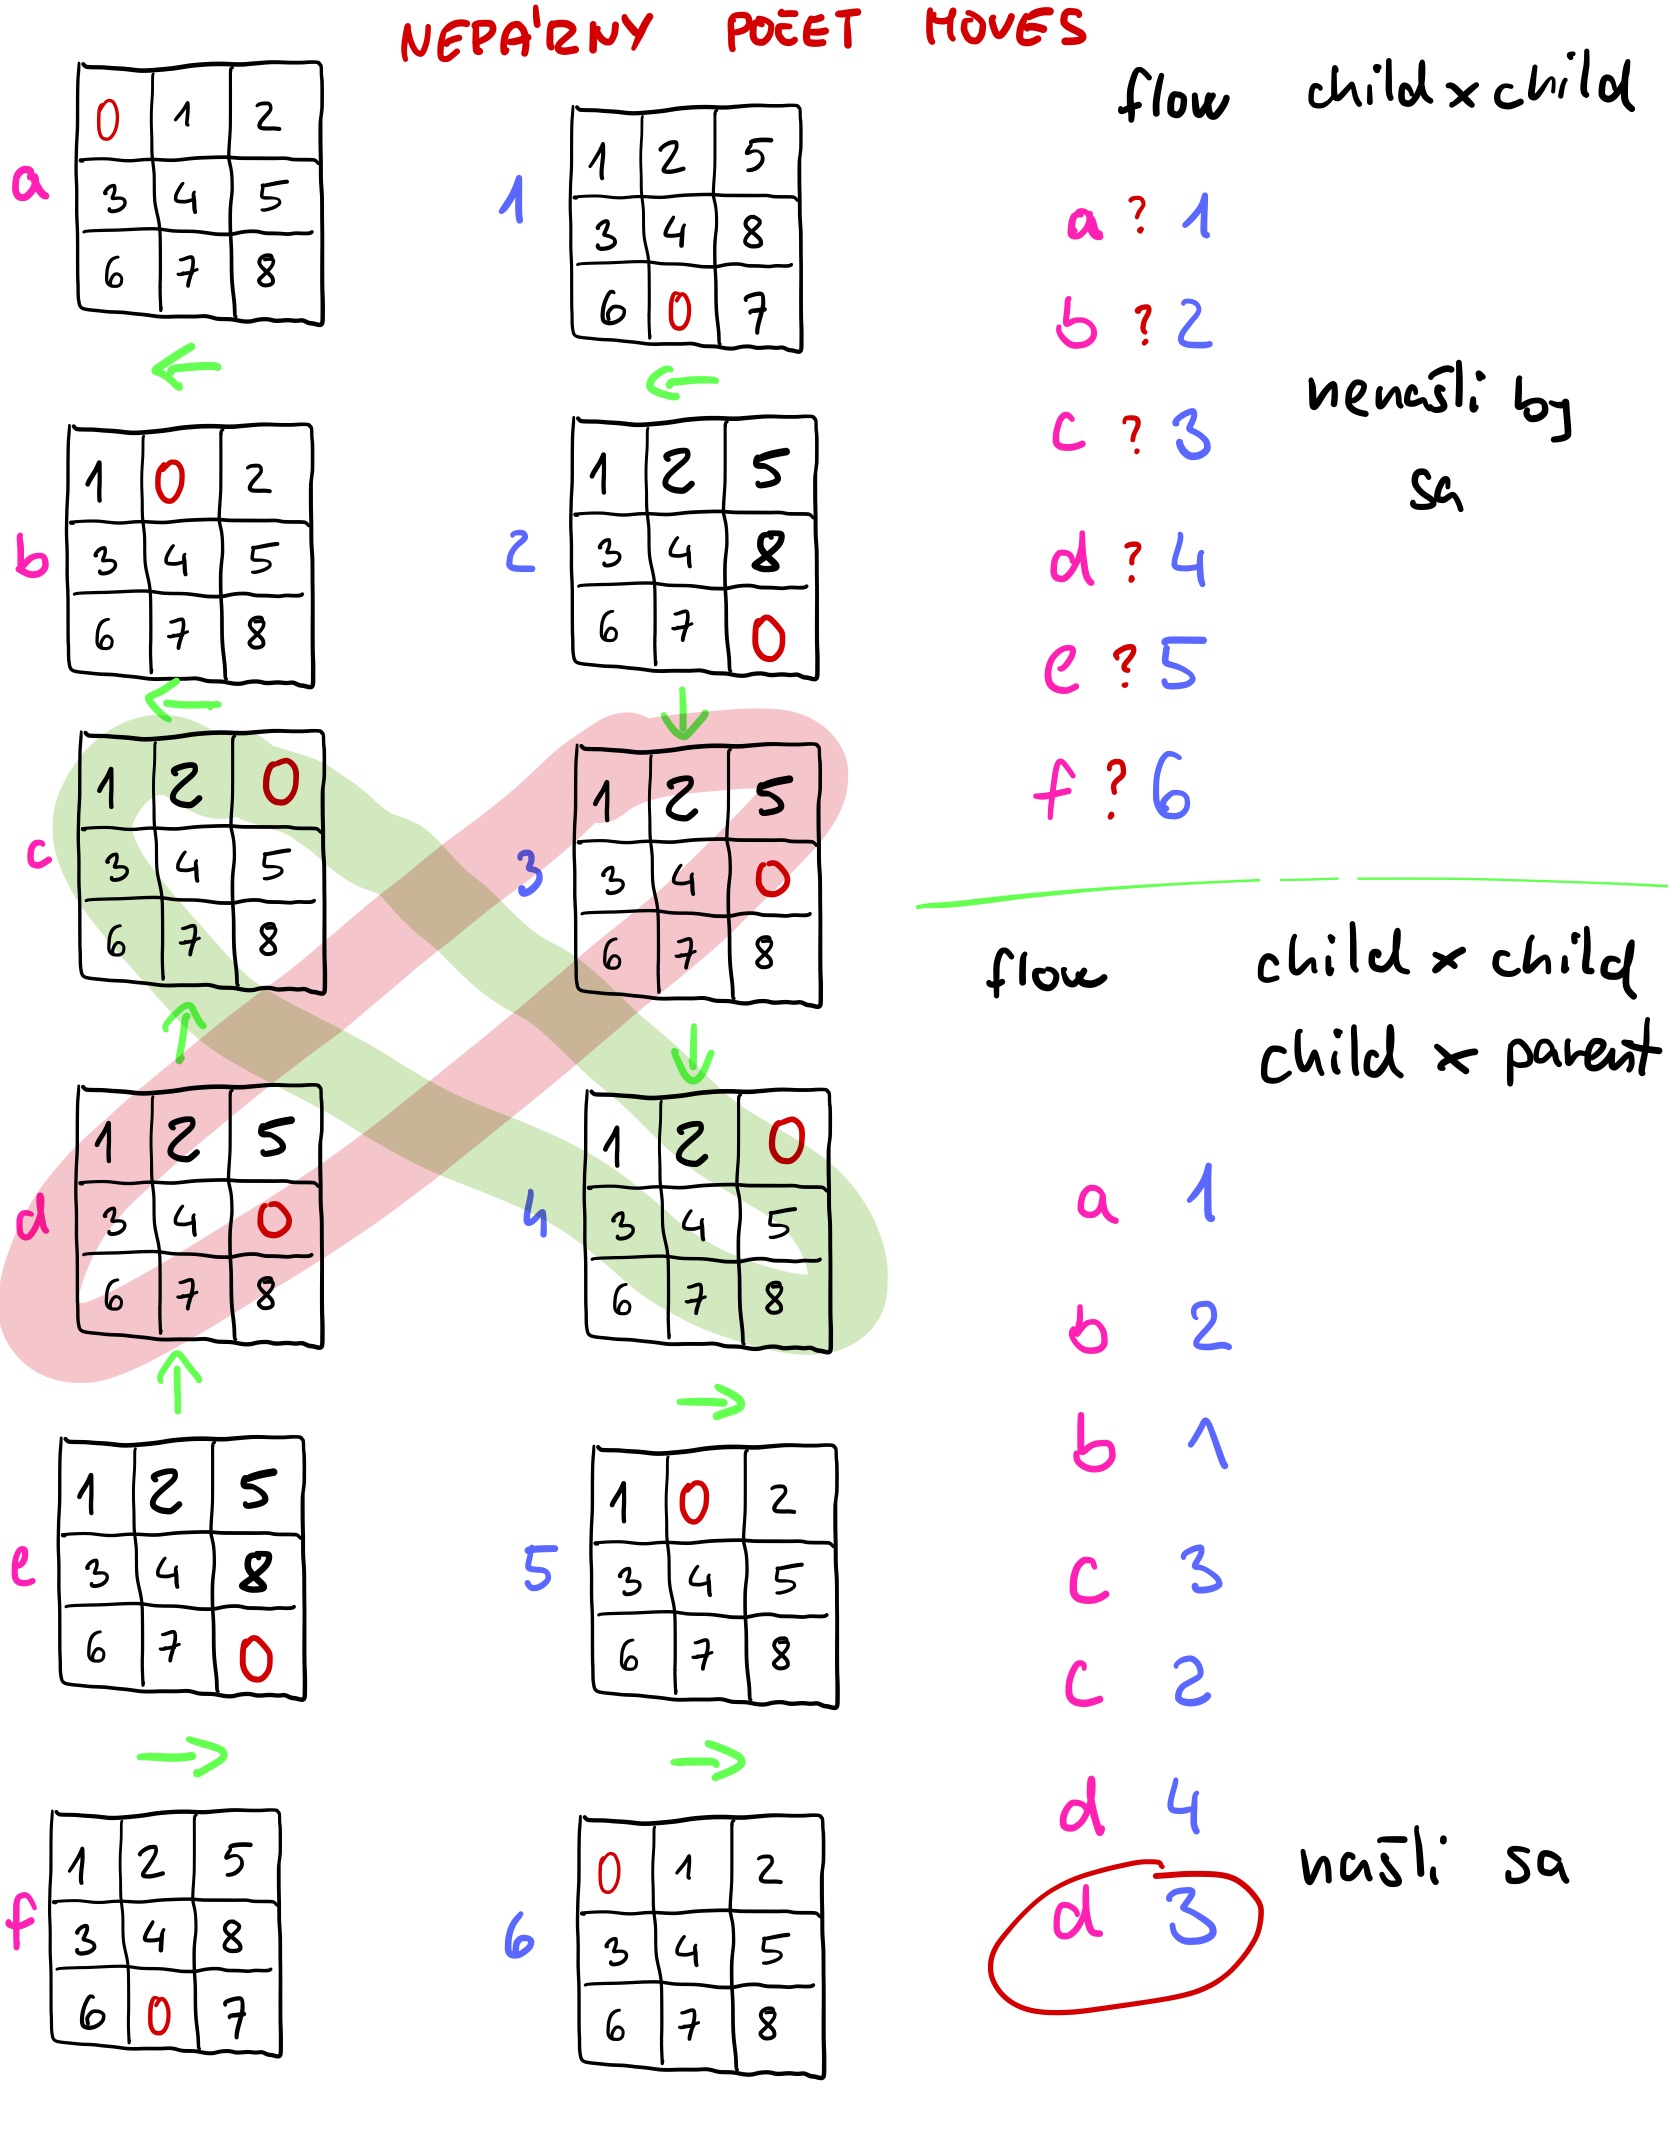 NEPÁRNY POČET MOVES
a
0 1 2
3 4 5
6 7 8
b
1 0 2
3 4 5
6 7 8
c
1 2 0
3 4 5
6 7 8
d
1 2 5
3 4 0
6 7 8
e
1 2 5
3 4 8
6 7 0
f
1 2 5
3 4 8
6 0 7
1
1 2 5
3 4 8
6 0 7
2
1 2 5
3 4 8
6 7 0
3
1 2 5
3 4 0
6 7 8
4
1 2 0
3 4 5
6 7 8
5
1 0 2
3 4 5
6 7 8
6
0 1 2
3 4 5
6 7 8
flow child x child
a ? 1
b ? 2
c ? 3
d ? 4
e ? 5
f ? 6
nenašli by
sa
flow child x child
child x parent
a 1
b 2
b 1
c 3
c 2
d 4
d 3
našli sa